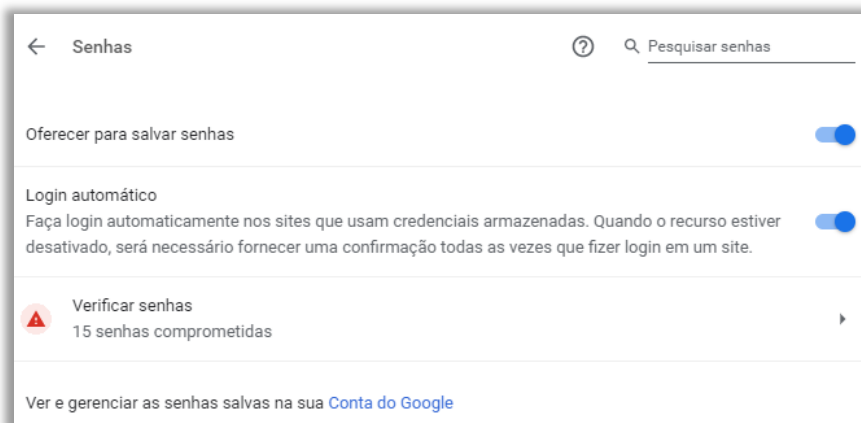 Senhas
Pesquisar senhas
Oferecer para salvar senhas
Login automático
Faça login automaticamente nos sites que usam credenciais armazenadas. Quando o recurso estiver
desativado, será necessário fornecer uma confirmação todas as vezes que fizer login em um site.
Verificar senhas
15 senhas comprometidas
Ver e gerenciar as senhas salvas na sua Conta do Google